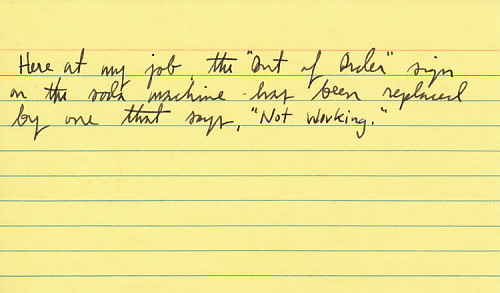 Here at my job, the "Out of Order" sign
on the soda machine has been replaced
by one that says, "Not Working."